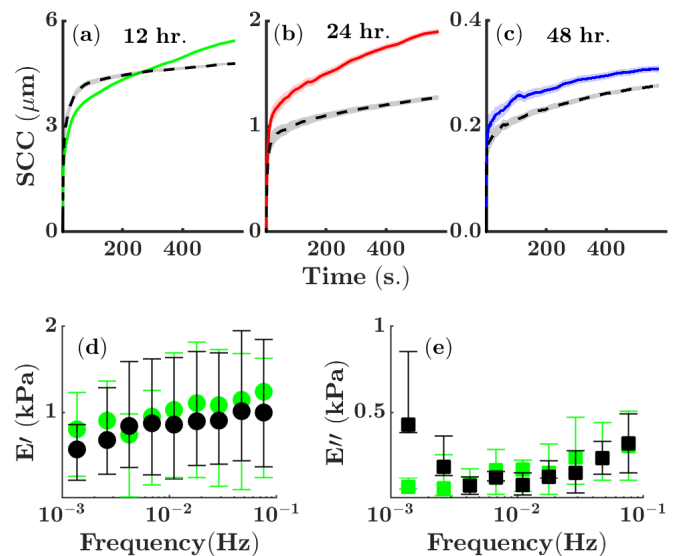 (a) 12 hr.
(b) 24 hr.
(c) 48 hr.
SCC (μm)
6
3
0
2
1
0
0.4
0.2
0.0
200 400
200 400
200 400
Time (s.)
(d)
(e)
E′ (kPa)
2
1
0
E″ (kPa)
1
0.5
0
10⁻³ 10⁻² 10⁻¹
10⁻³ 10⁻² 10⁻¹
Frequency(Hz)
Frequency(Hz)